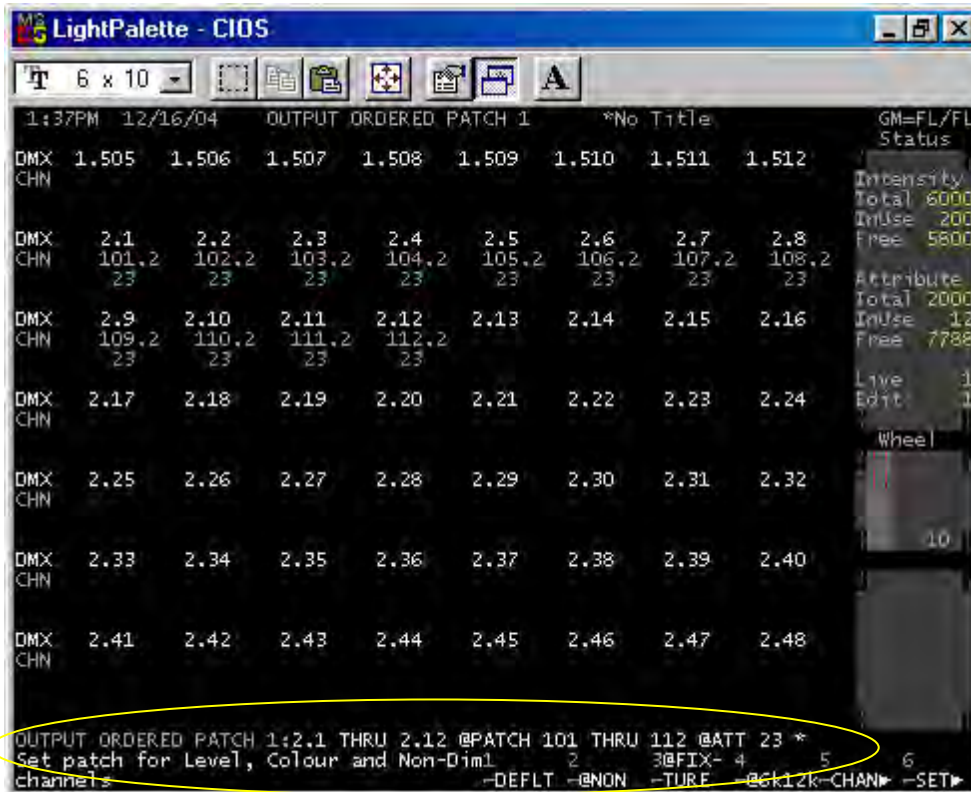 LightPalette - CIOS
6 x 10
1:37PM 12/16/04 OUTPUT ORDERED PATCH 1 *No Title GM=FL/FL
Status
DMX 1.505 1.506 1.507 1.508 1.509 1.510 1.511 1.512
CHN
Intensity
Total 6000
InUse 200
Free 5800
DMX 2.1 2.2 2.3 2.4 2.5 2.6 2.7 2.8
CHN 101.2 102.2 103.2 104.2 105.2 106.2 107.2 108.2
23 23 23 23 23 23 23 23
Attribute
Total 2000
InUse 12
Free 7788
DMX 2.9 2.10 2.11 2.12 2.13 2.14 2.15 2.16
CHN 109.2 110.2 111.2 112.2
23 23 23 23
Live 1
Edit 1
DMX 2.17 2.18 2.19 2.20 2.21 2.22 2.23 2.24
CHN
Wheel
DMX 2.25 2.26 2.27 2.28 2.29 2.30 2.31 2.32
CHN
10
DMX 2.33 2.34 2.35 2.36 2.37 2.38 2.39 2.40
CHN
DMX 2.41 2.42 2.43 2.44 2.45 2.46 2.47 2.48
CHN
OUTPUT ORDERED PATCH 1:2.1 THRU 2.12 @PATCH 101 THRU 112 @ATT 23 *
Set patch for Level, Colour and Non-Dim1 2 3@FIX- 4 5 6
channels -DEFLT -@NON -TURE -@6k12k-CHAN► -SET►